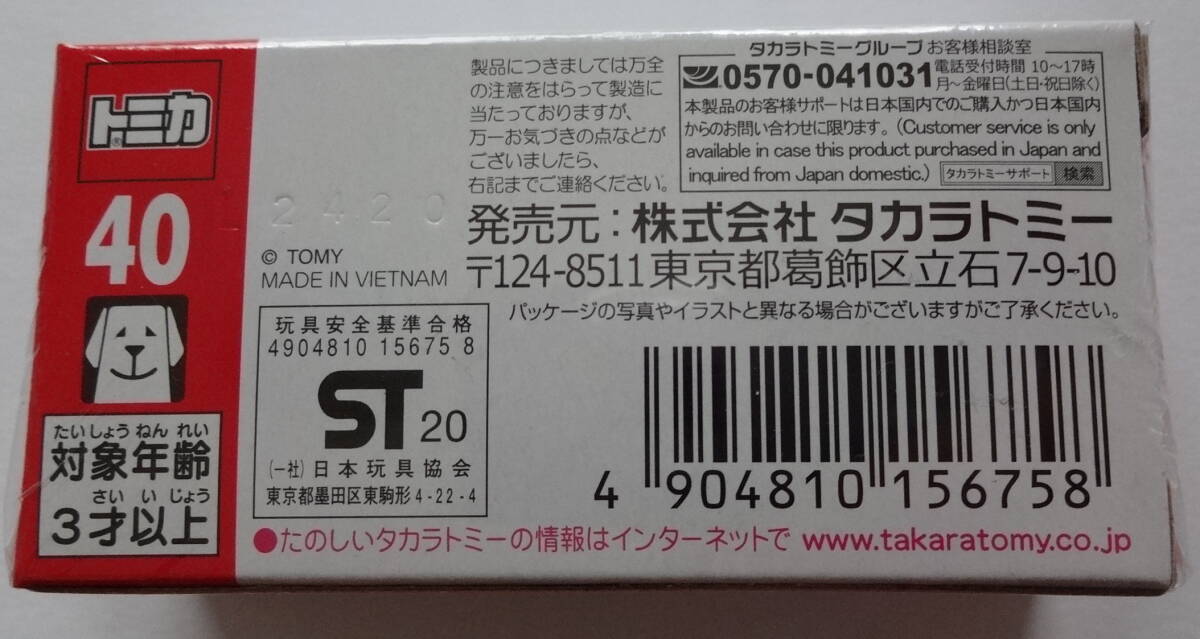 トミカ
®
40
たいしょう ねん れい
対象年齢
さい い じょう
3才以上
製品につきましては万全
の注意をはらって製造に
当たっておりますが、
万一お気づきの点などが
ございましたら、
右記までご連絡ください。
タカラトミーグループ お客様相談室
0570-041031 電話受付時間 10～17時
月～金曜日(土日・祝日除く)
本製品のお客様サポートは日本国内でのご購入かつ日本国内
からのお問い合わせに限ります。(Customer service is only
available in case this product purchased in Japan and
inquired from Japan domestic.) タカラトミーサポート 検索
2420
© TOMY
MADE IN VIETNAM
発売元：株式会社 タカラトミー
〒124-8511東京都葛飾区立石7-9-10
パッケージの写真やイラストと異なる場合がございますがご了承ください。
玩具安全基準合格
4904810 15675 8
ST 20
(一社)日本玩具協会
東京都墨田区東駒形4-22-4
4 904810 156758
●たのしいタカラトミーの情報はインターネットで www.takaratomy.co.jp